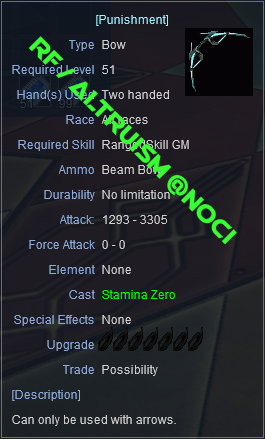 [Punishment]
Type Bow
Required Level 51
Hand(s) Used Two handed
Race All races
Required Skill Ranged Skill GM
Ammo Beam Bow
Durability No limitation
Attack: 1293 - 3305
Force Attack 0 - 0
Element None
Cast Stamina Zero
Special Effects None
Upgrade
Trade Possibility
[Description]
Can only be used with arrows.
RF / ALTRUISM @NOCI